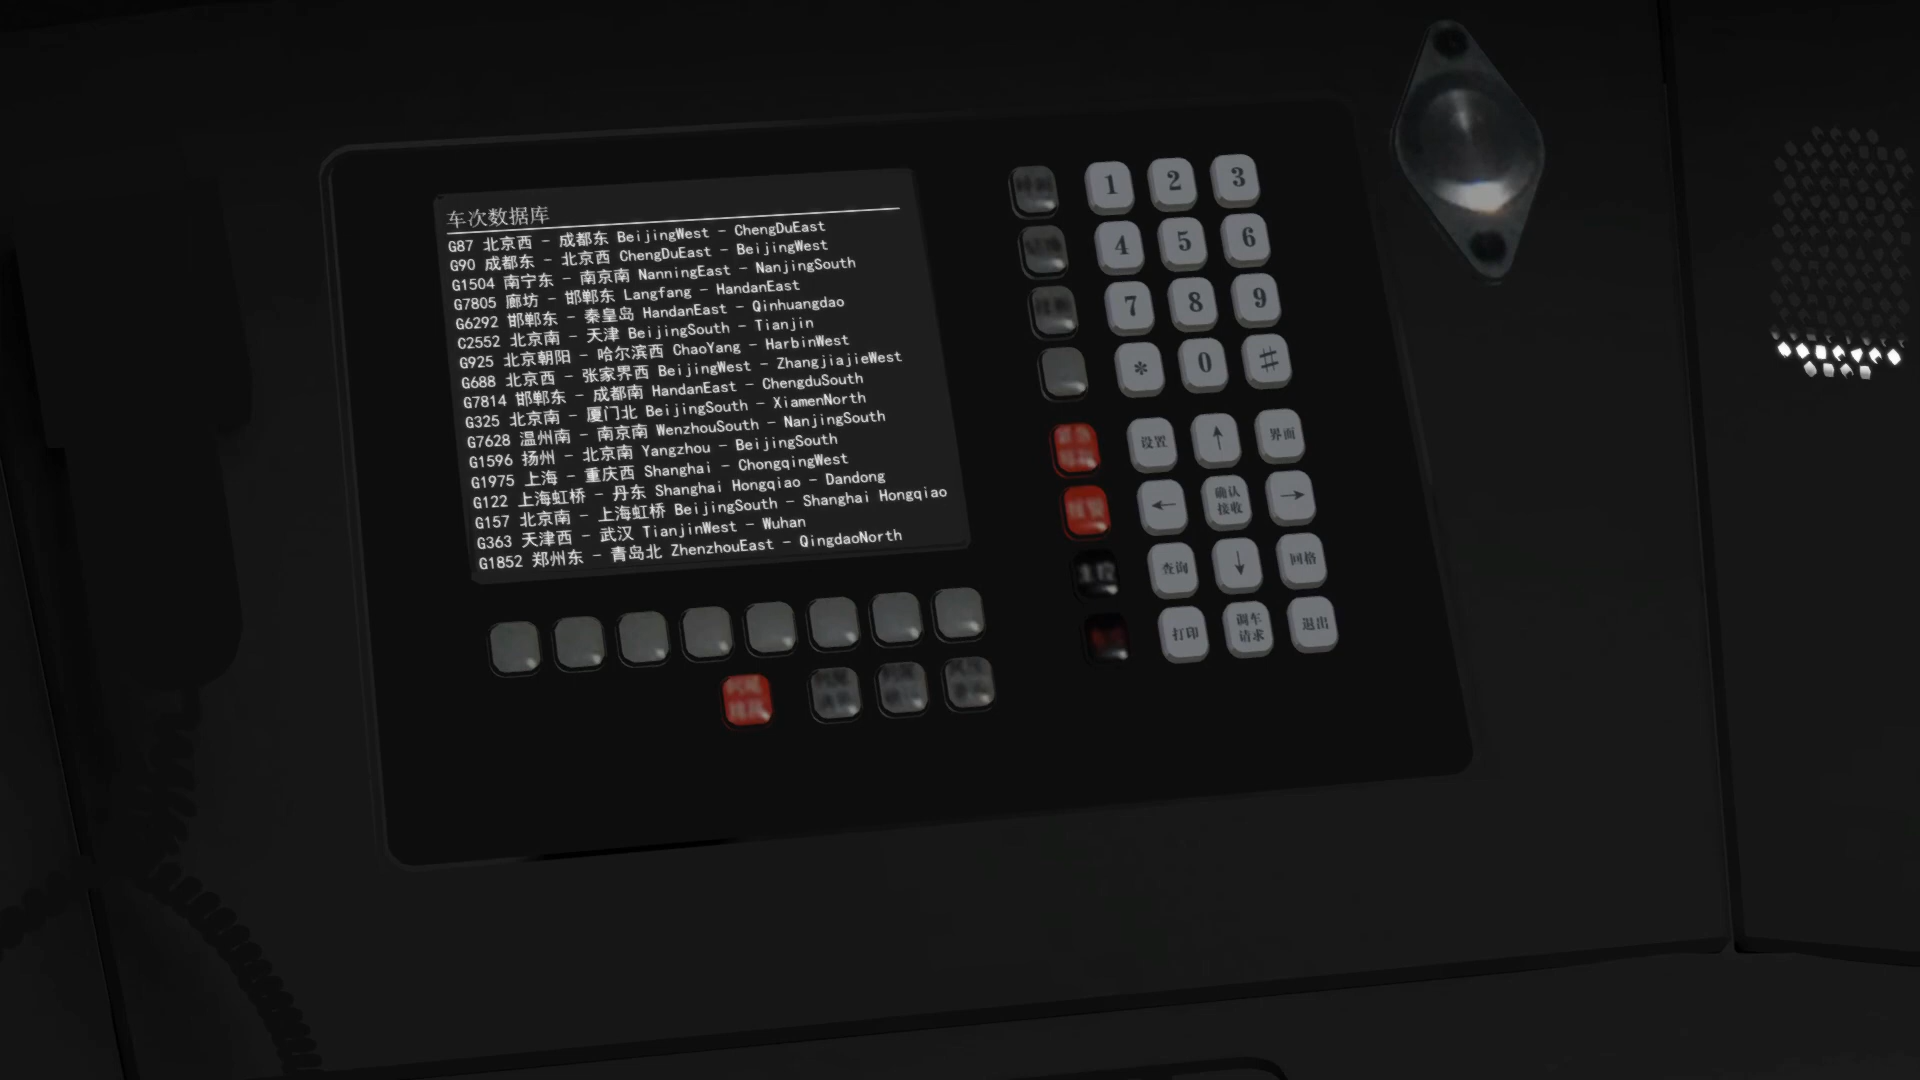 车次数据库
G87 北京西 - 成都东 BeijingWest - ChengDuEast
G90 成都东 - 北京西 ChengDuEast - BeijingWest
G1504 南宁东 - 南京南 NanningEast - NanjingSouth
G7805 廊坊 - 邯郸东 Langfang - HandanEast
G6292 邯郸东 - 秦皇岛 HandanEast - Qinhuangdao
C2552 北京南 - 天津 BeijingSouth - Tianjin
G925 北京朝阳 - 哈尔滨西 ChaoYang - HarbinWest
G688 北京西 - 张家界西 BeijingWest - ZhangjiajieWest
G7814 邯郸东 - 成都南 HandanEast - ChengduSouth
G325 北京南 - 厦门北 BeijingSouth - XiamenNorth
G7628 温州南 - 南京南 WenzhouSouth - NanjingSouth
G1596 扬州 - 北京南 Yangzhou - BeijingSouth
G1975 上海 - 重庆西 Shanghai - ChongqingWest
G122 上海虹桥 - 丹东 Shanghai Hongqiao - Dandong
G157 北京南 - 上海虹桥 BeijingSouth - Shanghai Hongqiao
G363 天津西 - 武汉 TianjinWest - Wuhan
G1852 郑州东 - 青岛北 ZhenzhouEast - QingdaoNorth
1 2 3
4 5 6
7 8 9
* 0 #
设置 ↑ 界面
← 确认
接收 →
查询 ↓ 回格
打印 调车
请求 退出